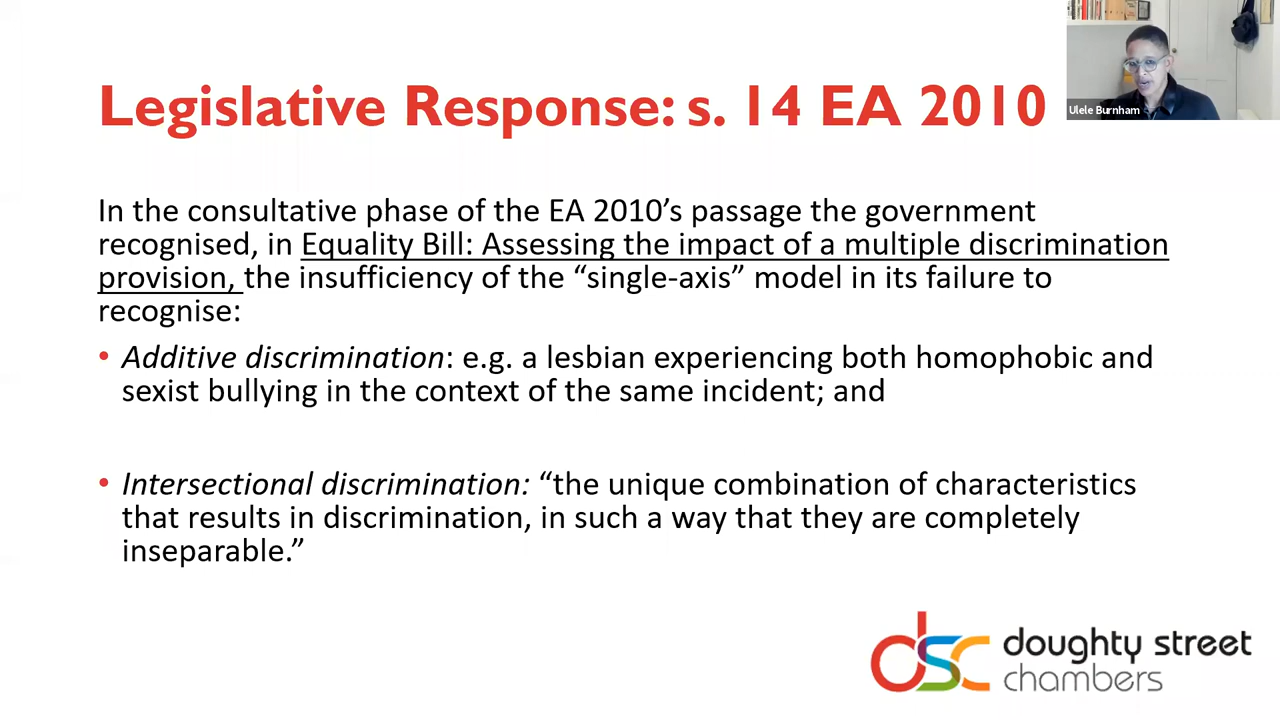 Legislative Response: s. 14 EA 2010
Ulele Burnham
In the consultative phase of the EA 2010’s passage the government
recognised, in Equality Bill: Assessing the impact of a multiple discrimination
provision, the insufficiency of the “single-axis” model in its failure to
recognise:
• Additive discrimination: e.g. a lesbian experiencing both homophobic and
sexist bullying in the context of the same incident; and
• Intersectional discrimination: “the unique combination of characteristics
that results in discrimination, in such a way that they are completely
inseparable.”
dsc doughty street
chambers